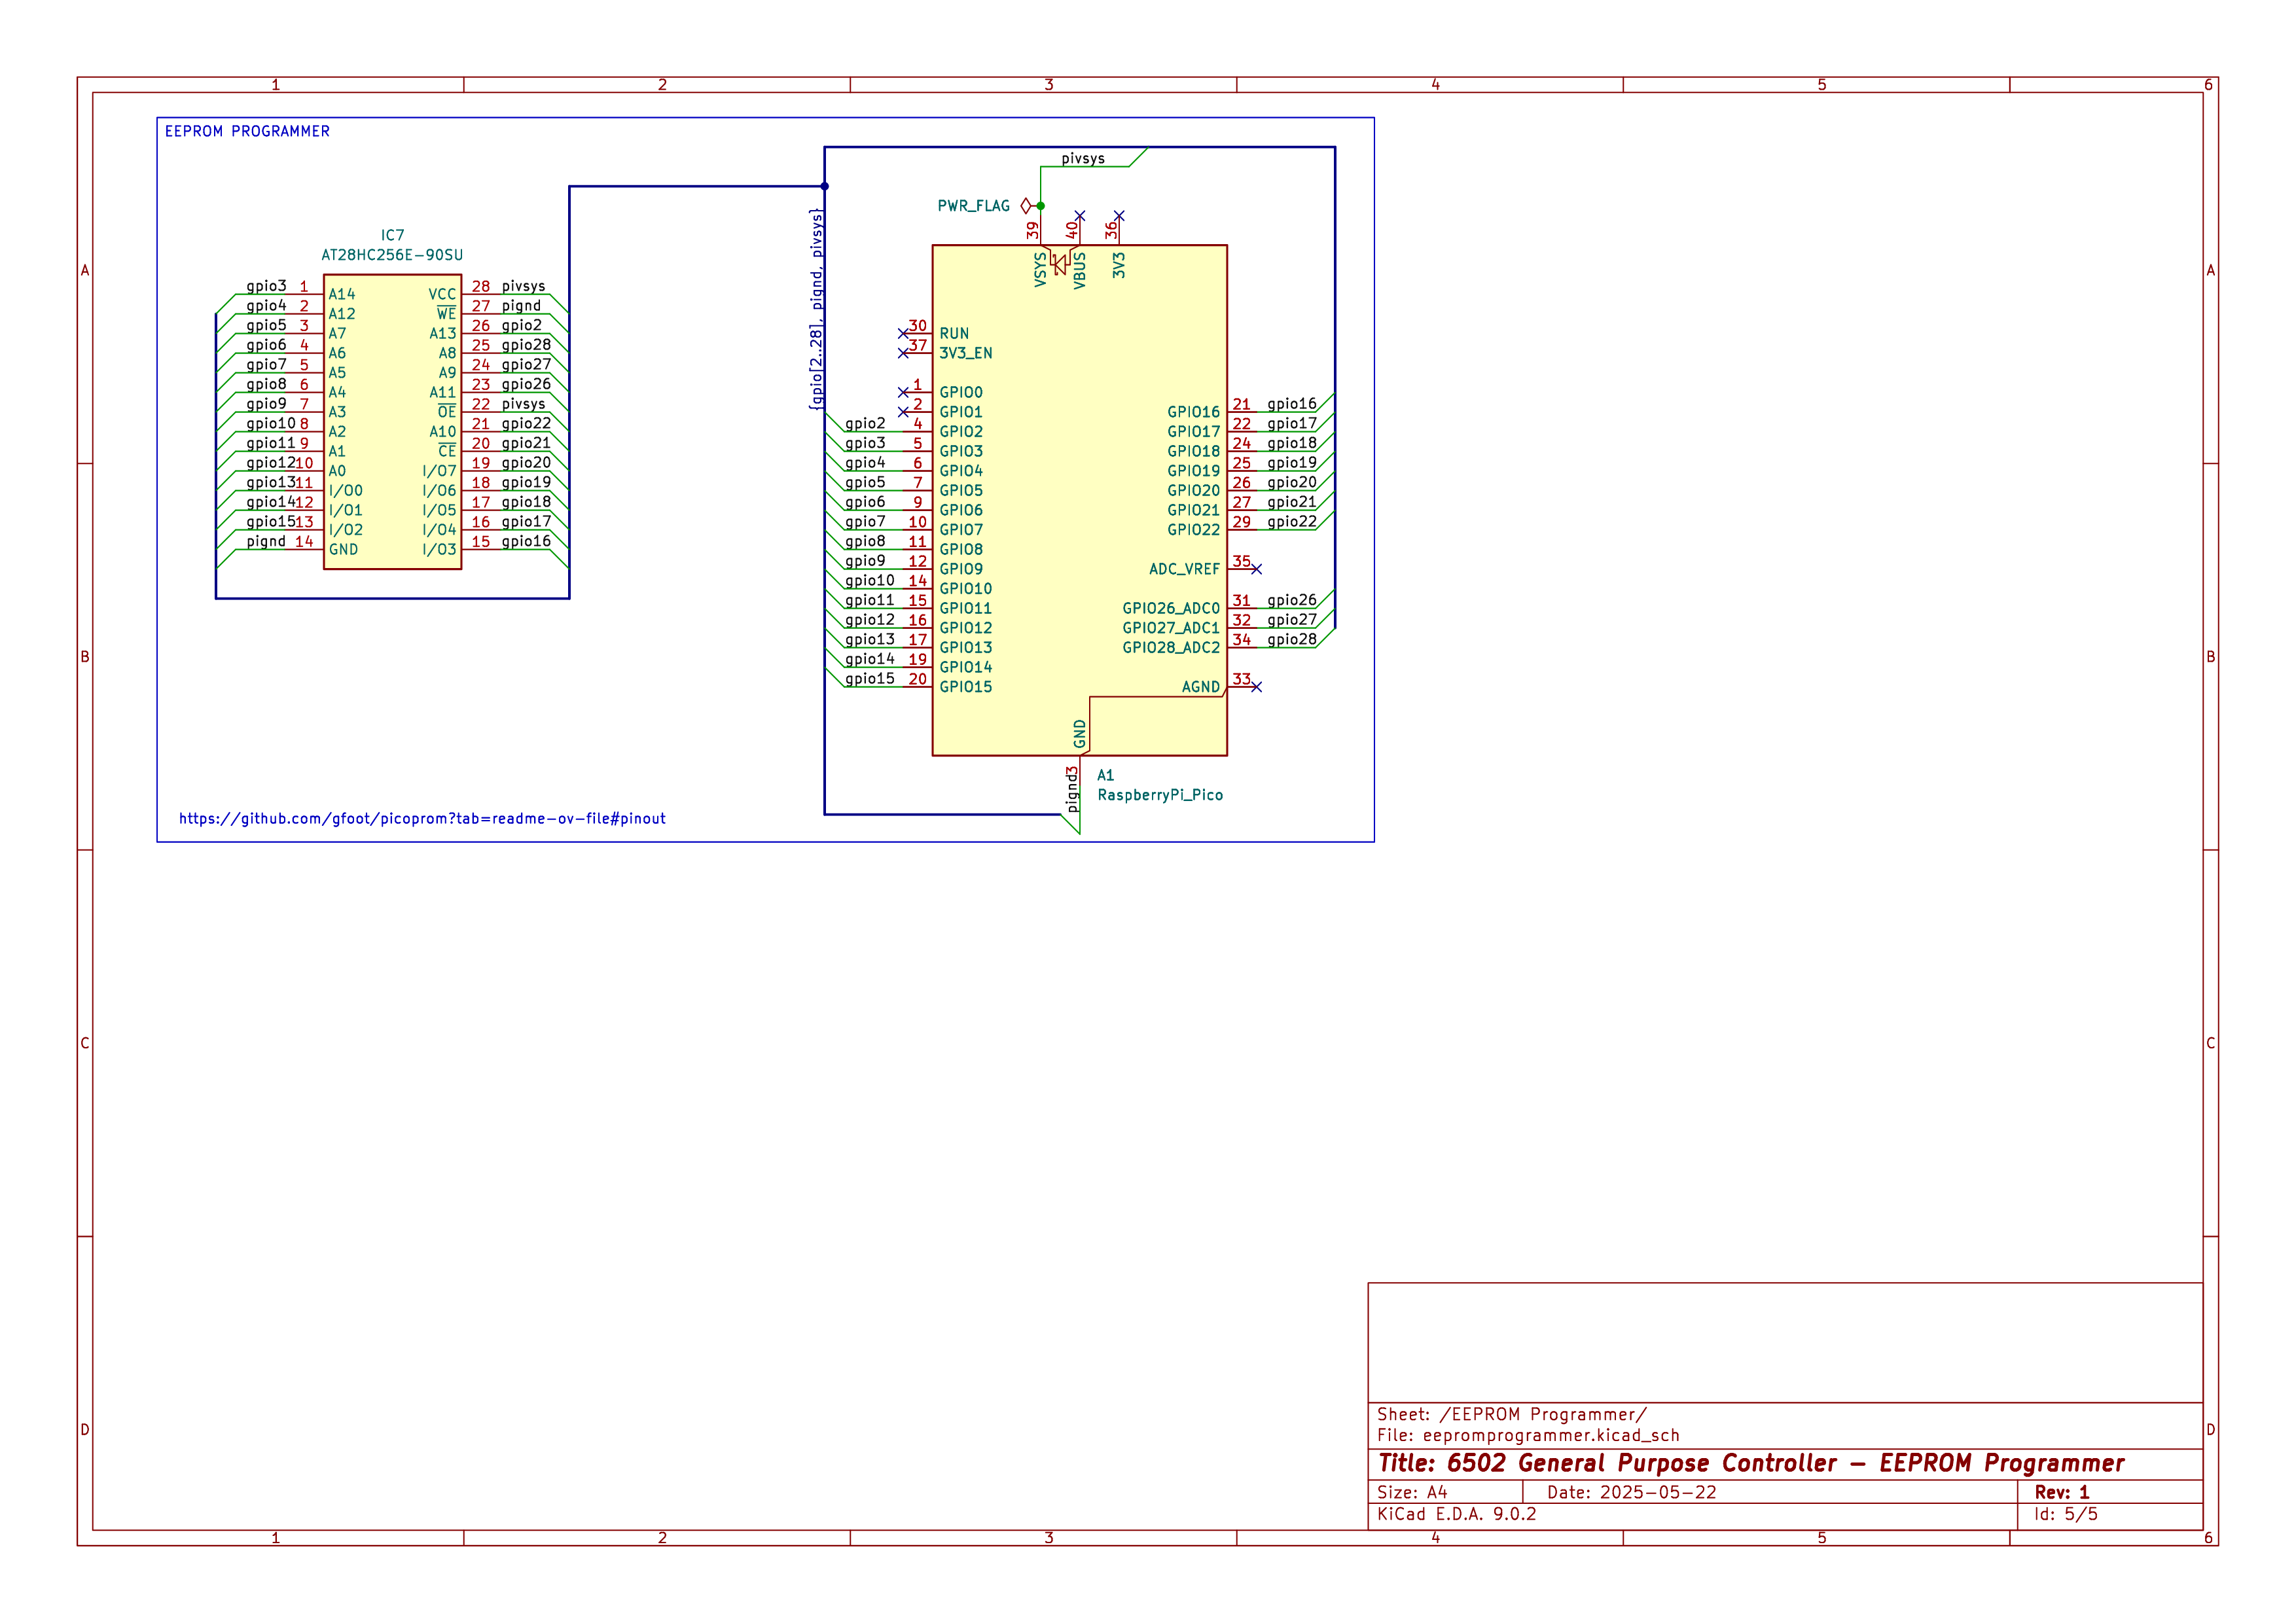 1 2 3 4 5 6
EEPROM PROGRAMMER
pivsys
PWR_FLAG
39 40 36
VSYS VBUS 3V3
{gpio[2..28], pignd, pivsys}
IC7
AT28HC256E-90SU
gpio3 1 A14 VCC 28 pivsys
gpio4 2 A12 WE 27 pignd
gpio5 3 A7 A13 26 gpio2
gpio6 4 A6 A8 25 gpio28
gpio7 5 A5 A9 24 gpio27
gpio8 6 A4 A11 23 gpio26
gpio9 7 A3 OE 22 pivsys
gpio10 8 A2 A10 21 gpio22
gpio11 9 A1 CE 20 gpio21
gpio12 10 A0 I/O7 19 gpio20
gpio13 11 I/O0 I/O6 18 gpio19
gpio14 12 I/O1 I/O5 17 gpio18
gpio15 13 I/O2 I/O4 16 gpio17
pignd 14 GND I/O3 15 gpio16
30 RUN
37 3V3_EN
1 GPIO0
2 GPIO1
gpio2 4 GPIO2
gpio3 5 GPIO3
gpio4 6 GPIO4
gpio5 7 GPIO5
gpio6 9 GPIO6
gpio7 10 GPIO7
gpio8 11 GPIO8
gpio9 12 GPIO9
gpio10 14 GPIO10
gpio11 15 GPIO11
gpio12 16 GPIO12
gpio13 17 GPIO13
gpio14 19 GPIO14
gpio15 20 GPIO15
GPIO16 21 gpio16
GPIO17 22 gpio17
GPIO18 24 gpio18
GPIO19 25 gpio19
GPIO20 26 gpio20
GPIO21 27 gpio21
GPIO22 29 gpio22
ADC_VREF 35
GPIO26_ADC0 31 gpio26
GPIO27_ADC1 32 gpio27
GPIO28_ADC2 34 gpio28
AGND 33
GND
3
pignd
A1
RaspberryPi_Pico
https://github.com/gfoot/picoprom?tab=readme-ov-file#pinout
A A
B B
C C
D D
Sheet: /EEPROM Programmer/
File: eepromprogrammer.kicad_sch
Title: 6502 General Purpose Controller – EEPROM Programmer
Size: A4 Date: 2025-05-22 Rev: 1
KiCad E.D.A. 9.0.2 Id: 5/5
1 2 3 4 5 6